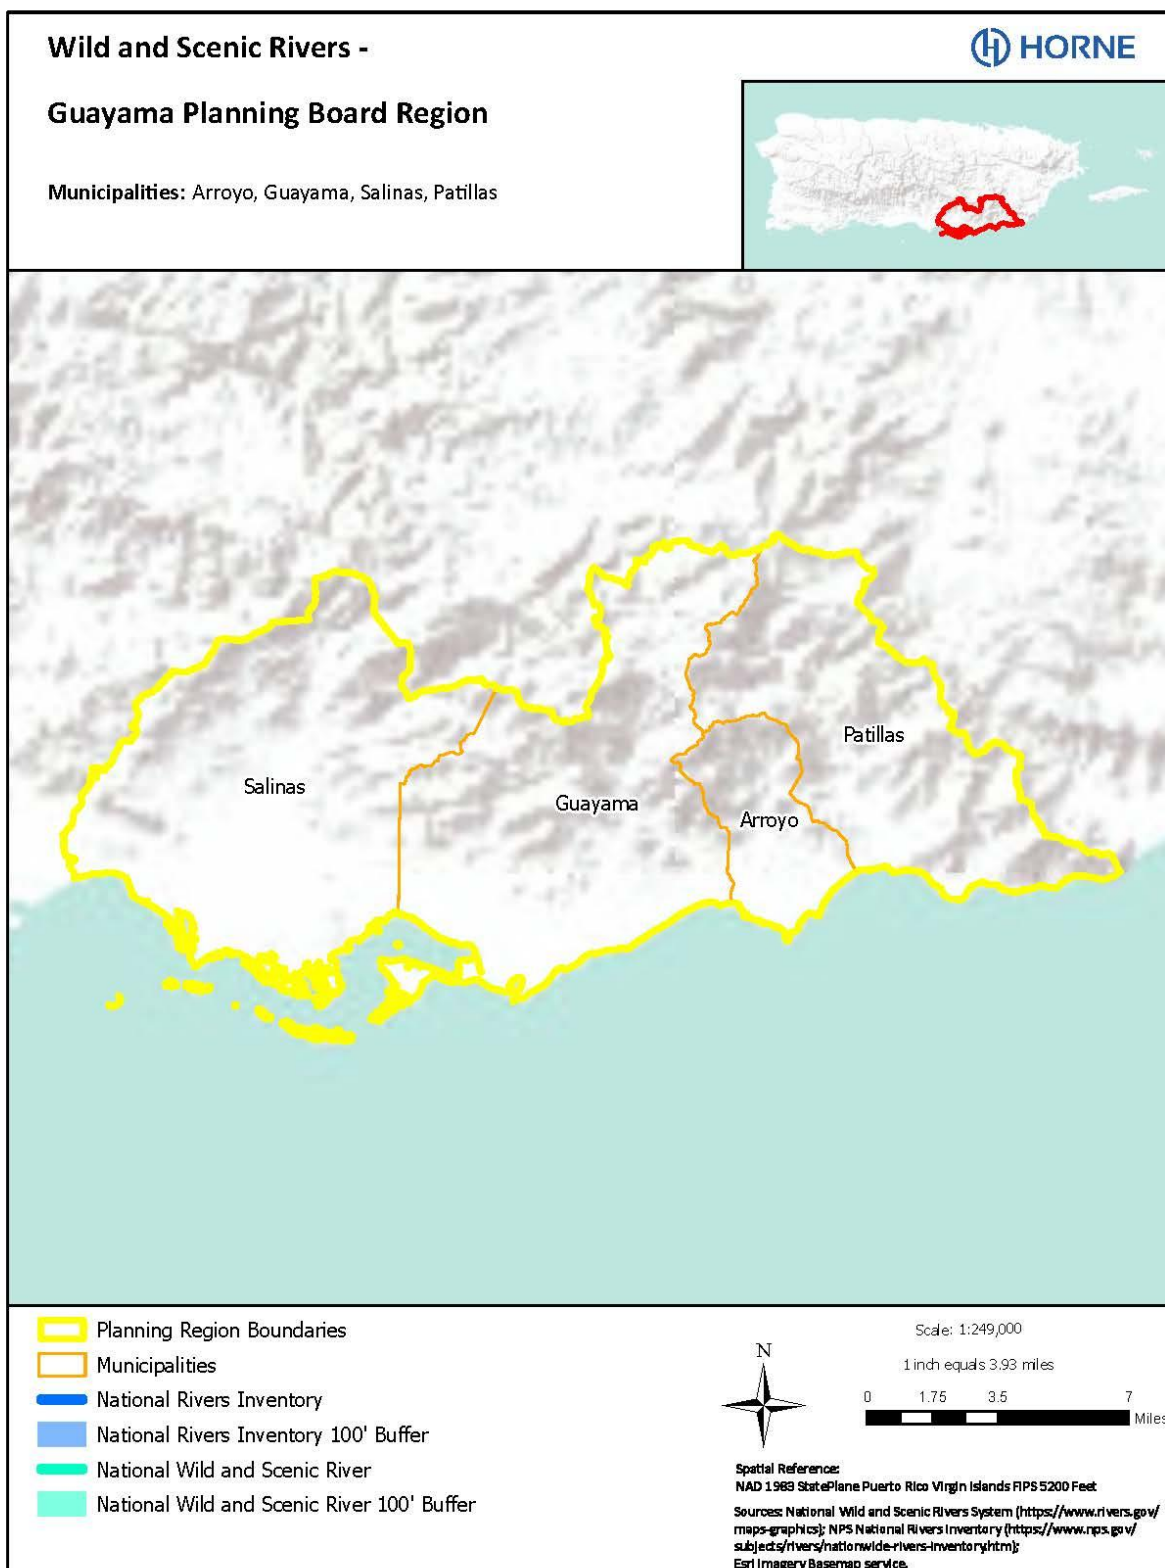 Wild and Scenic Rivers -
HORNE
Guayama Planning Board Region
Municipalities: Arroyo, Guayama, Salinas, Patillas
Patillas
Salinas
Guayama
Arroyo
Planning Region Boundaries
Municipalities
National Rivers Inventory
National Rivers Inventory 100' Buffer
National Wild and Scenic River
National Wild and Scenic River 100' Buffer
N
Scale: 1:249,000
1 inch equals 3.93 miles
0 1.75 3.5 7
Miles
Spatial Reference:
NAD 1983 StatePlane Puerto Rico Virgin Islands FIPS 5200 Feet
Sources: National Wild and Scenic Rivers System (https://www.rivers.gov/
maps-graphics); NPS National Rivers Inventory (https://www.nps.gov/
subjects/rivers/nationwide-rivers-inventory.htm);
Esri Imagery Basemap service.